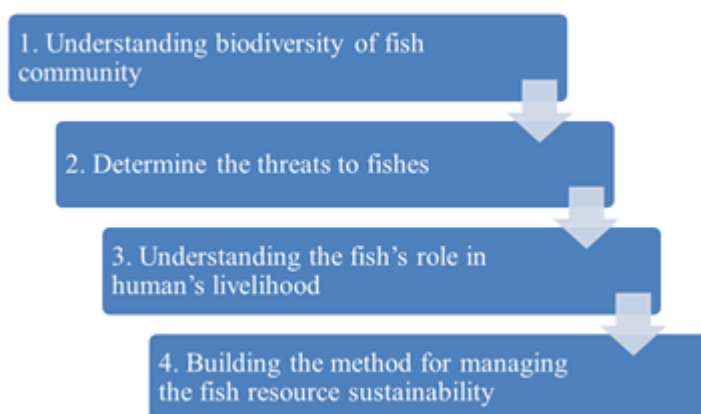 1. Understanding biodiversity of fish
community
2. Determine the threats to fishes
3. Understanding the fish’s role in
human’s livelihood
4. Building the method for managing
the fish resource sustainability